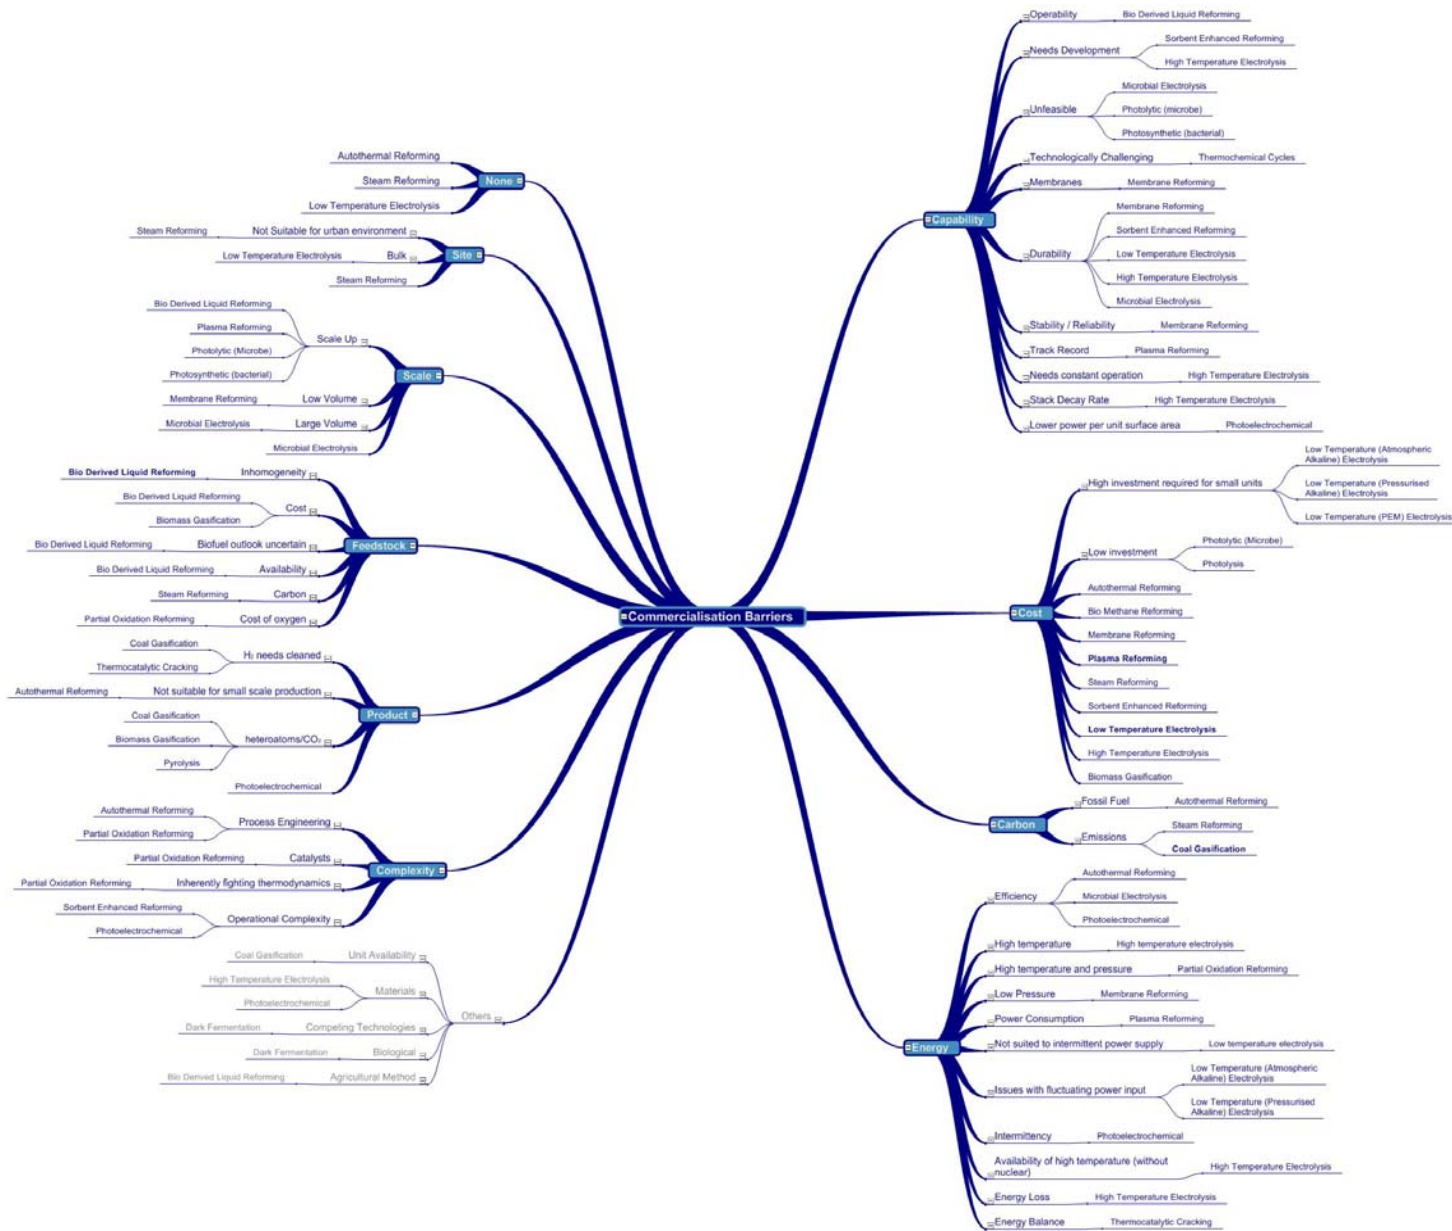 Commercialisation Barriers
None
Autothermal Reforming
Steam Reforming
Low Temperature Electrolysis
Site
Not Suitable for urban environment
Steam Reforming
Bulk
Low Temperature Electrolysis
Steam Reforming
Scale
Scale Up
Bio Derived Liquid Reforming
Plasma Reforming
Photolytic (Microbe)
Photosynthetic (bacterial)
Low Volume
Membrane Reforming
Large Volume
Microbial Electrolysis
Microbial Electrolysis
Feedstock
Inhomogeneity
Bio Derived Liquid Reforming
Cost
Bio Derived Liquid Reforming
Biomass Gasification
Biofuel outlook uncertain
Bio Derived Liquid Reforming
Availability
Bio Derived Liquid Reforming
Carbon
Steam Reforming
Cost of oxygen
Partial Oxidation Reforming
Product
H₂ needs cleaned
Coal Gasification
Thermocatalytic Cracking
Not suitable for small scale production
Autothermal Reforming
heteroatoms/CO₂
Coal Gasification
Biomass Gasification
Pyrolysis
Photoelectrochemical
Complexity
Process Engineering
Autothermal Reforming
Partial Oxidation Reforming
Catalysts
Partial Oxidation Reforming
Inherently fighting thermodynamics
Partial Oxidation Reforming
Operational Complexity
Sorbent Enhanced Reforming
Photoelectrochemical
Others
Unit Availability
Coal Gasification
Materials
High Temperature Electrolysis
Photoelectrochemical
Competing Technologies
Dark Fermentation
Biological
Dark Fermentation
Agricultural Method
Bio Derived Liquid Reforming
Capability
Operability
Bio Derived Liquid Reforming
Needs Development
Sorbent Enhanced Reforming
High Temperature Electrolysis
Unfeasible
Microbial Electrolysis
Photolytic (microbe)
Photosynthetic (bacterial)
Technologically Challenging
Thermochemical Cycles
Membranes
Membrane Reforming
Durability
Membrane Reforming
Sorbent Enhanced Reforming
Low Temperature Electrolysis
High Temperature Electrolysis
Microbial Electrolysis
Stability / Reliability
Membrane Reforming
Track Record
Plasma Reforming
Needs constant operation
High Temperature Electrolysis
Stack Decay Rate
High Temperature Electrolysis
Lower power per unit surface area
Photoelectrochemical
Cost
High investment required for small units
Low Temperature (Atmospheric
Alkaline) Electrolysis
Low Temperature (Pressurised
Alkaline) Electrolysis
Low Temperature (PEM) Electrolysis
Low investment
Photolytic (Microbe)
Photolysis
Autothermal Reforming
Bio Methane Reforming
Membrane Reforming
Plasma Reforming
Steam Reforming
Sorbent Enhanced Reforming
Low Temperature Electrolysis
High Temperature Electrolysis
Biomass Gasification
Carbon
Fossil Fuel
Autothermal Reforming
Emissions
Steam Reforming
Coal Gasification
Energy
Efficiency
Autothermal Reforming
Microbial Electrolysis
Photoelectrochemical
High temperature
High temperature electrolysis
High temperature and pressure
Partial Oxidation Reforming
Low Pressure
Membrane Reforming
Power Consumption
Plasma Reforming
Not suited to intermittent power supply
Low temperature electrolysis
Issues with fluctuating power input
Low Temperature (Atmospheric
Alkaline) Electrolysis
Low Temperature (Pressurised
Alkaline) Electrolysis
Intermittency
Photoelectrochemical
Availability of high temperature (without
nuclear)
High Temperature Electrolysis
Energy Loss
High Temperature Electrolysis
Energy Balance
Thermocatalytic Cracking